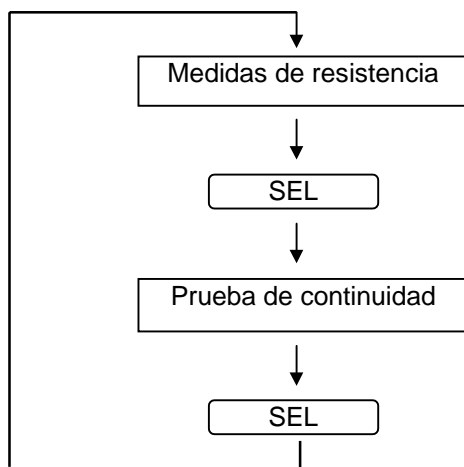 Medidas de resistencia
SEL
Prueba de continuidad
SEL